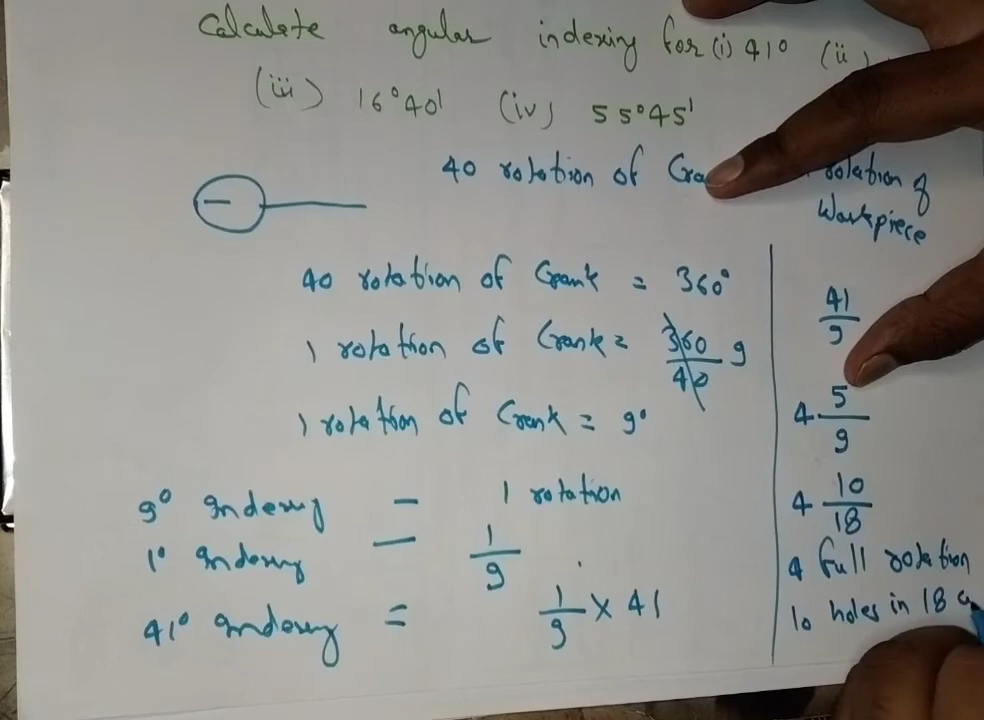 Calculate angular indexing for (i) 41° (ii)
(iii) 16°40' (iv) 55°45'
40 rotation of Cra rotation of
Workpiece
40 rotation of Crank = 360°
1 rotation of Crank = 360/40 9
1 rotation of Crank = 9°
9° Indexing - 1 rotation
1° Indexing - 1/9
41° Indexing = 1/9 × 41
41/9
4 5/9
4 10/18
4 full rotation
10 holes in 18